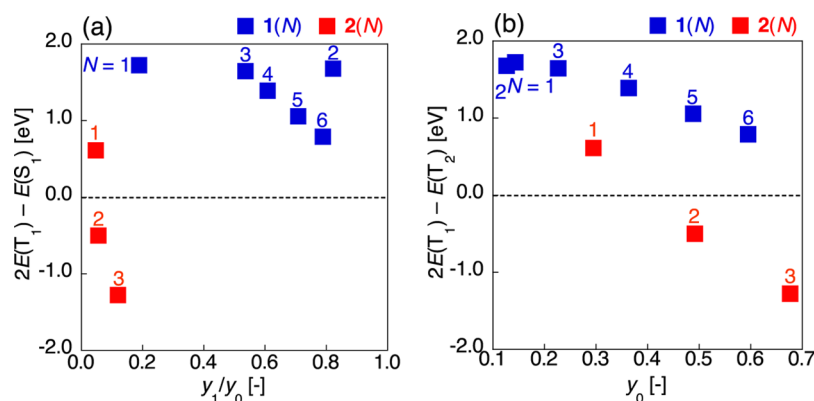 (a) 1(N) 2(N)
2.0
1.0
0.0
-1.0
-2.0
2E(T1) – E(S1) [eV]
N = 1
3
4
5
6
2
1
2
3
0.0 0.2 0.4 0.6 0.8 1.0
y1/y0 [-]
(b) 1(N) 2(N)
2.0
1.0
0.0
-1.0
-2.0
2E(T1) – E(T2) [eV]
2 N = 1
3
4
5
6
1
2
3
0.1 0.2 0.3 0.4 0.5 0.6 0.7
y0 [-]